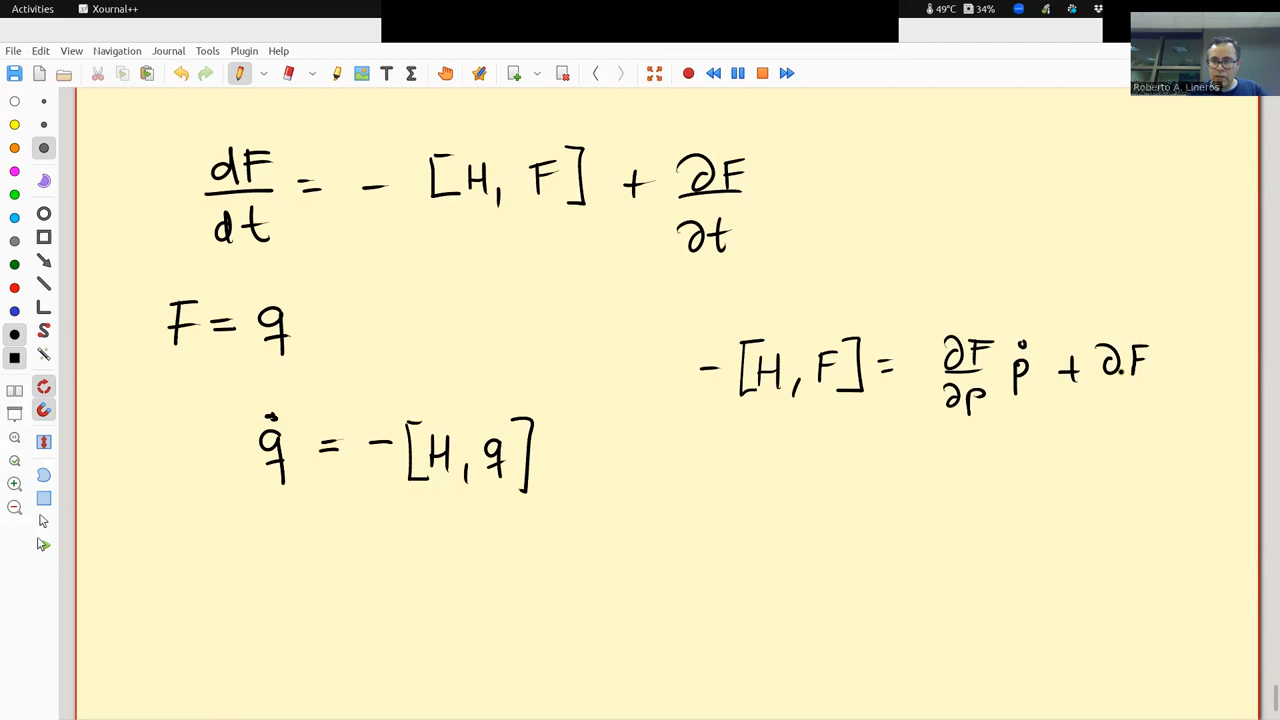 Activities Xournal++ 49°C 34%
File Edit View Navigation Journal Tools Plugin Help
Roberto A. Lineros
dF/dt = - [H, F] + ∂F/∂t
F = q
- [H, F] = ∂F/∂p ṗ + ∂F
q̇ = - [H, q]